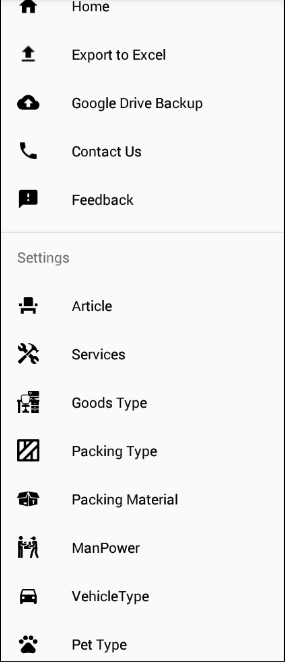 Home
Export to Excel
Google Drive Backup
Contact Us
Feedback
Settings
Article
Services
Goods Type
Packing Type
Packing Material
ManPower
VehicleType
Pet Type